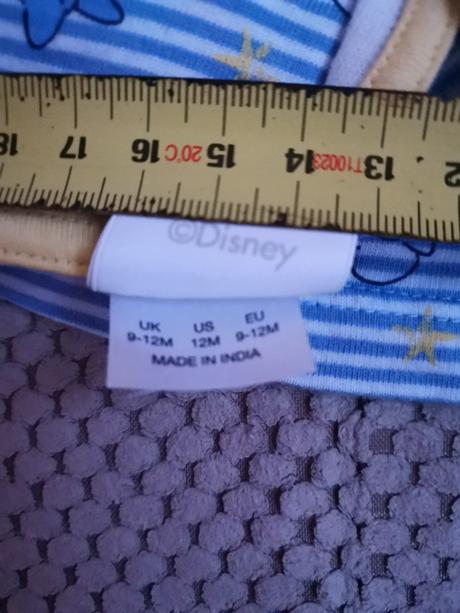 18 17 16 20°C 15 14 T10023 13 2
©Disney
UK US EU
9-12M 12M 9-12M
MADE IN INDIA